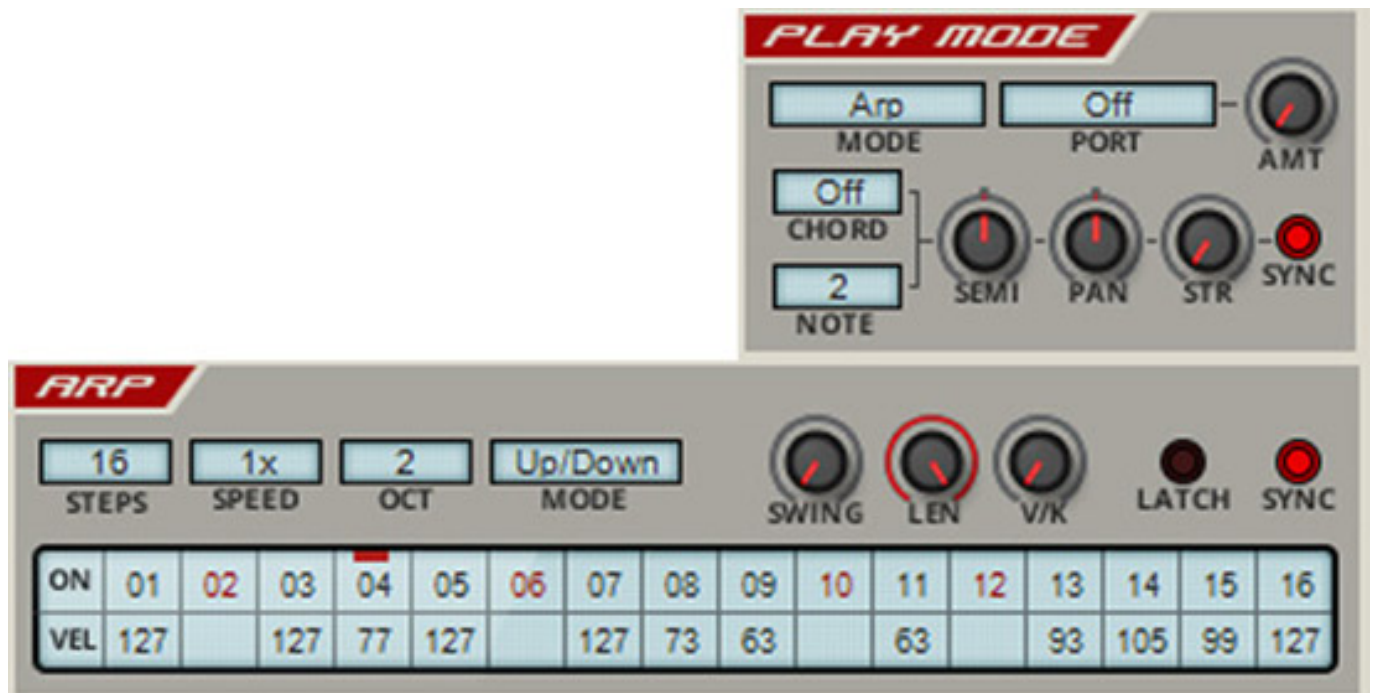 PLAY MODE
Arp Off
MODE PORT AMT
Off
CHORD
2
NOTE
SEMI PAN STR SYNC
ARP
16 1x 2 Up/Down
STEPS SPEED OCT MODE SWING LEN V/K LATCH SYNC
ON 01 02 03 04 05 06 07 08 09 10 11 12 13 14 15 16
VEL 127 127 77 127 127 73 63 63 93 105 99 127